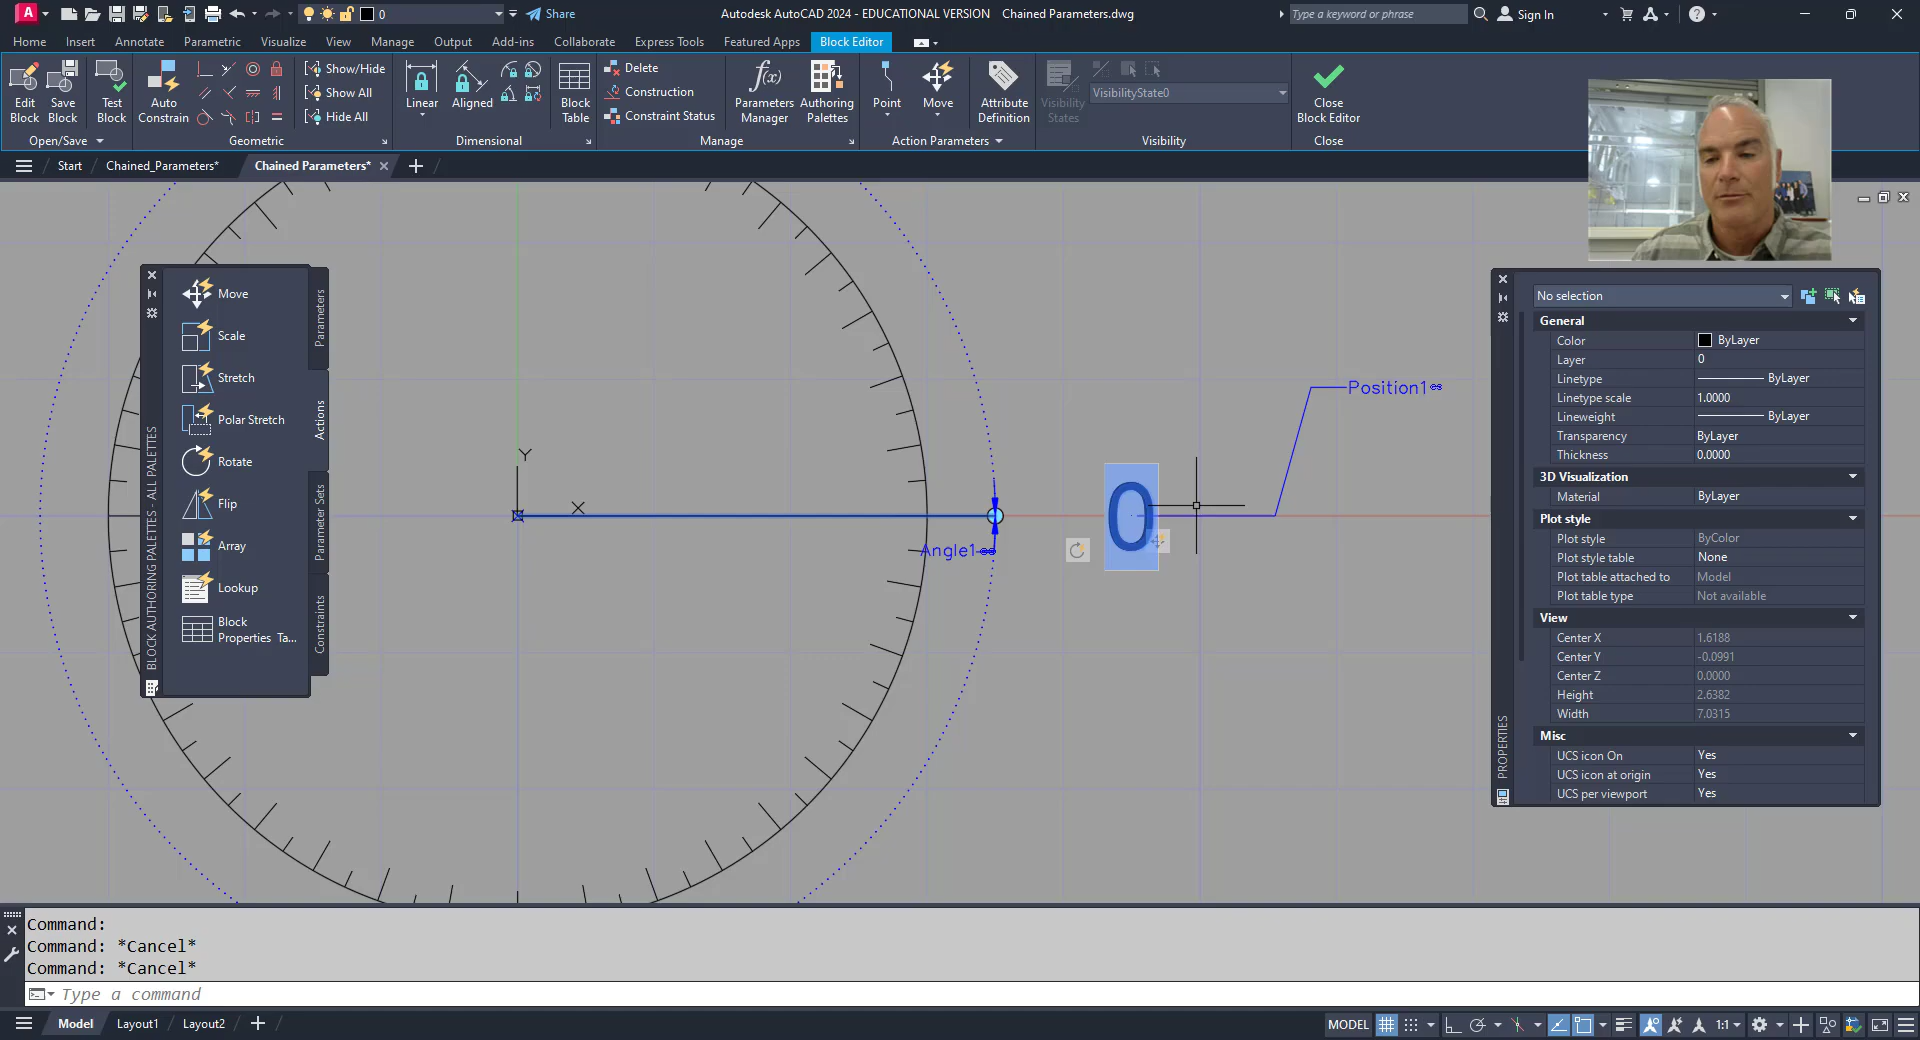 A
0
Share
Autodesk AutoCAD 2024 - EDUCATIONAL VERSION Chained Parameters.dwg
Type a keyword or phrase
Sign In
Home Insert Annotate Parametric Visualize View Manage Output Add-ins Collaborate Express Tools Featured Apps Block Editor
Edit Block
Save Block
Test Block
Auto Constrain
Show/Hide
Show All
Hide All
Linear
Aligned
Block Table
Delete
Construction
Constraint Status
f(x)
Parameters Manager
Authoring Palettes
Point
Move
Attribute Definition
Visibility States
VisibilityState0
Close Block Editor
Open/Save Geometric Dimensional Manage Action Parameters Visibility Close
Start Chained_Parameters* Chained Parameters*
Move
Scale
Stretch
Polar Stretch
Rotate
Flip
Array
Lookup
Block
Properties Ta...
Parameters
Actions
Parameter Sets
Constraints
BLOCK AUTHORING PALETTES - ALL PALETTES
Y
X
Angle1
0
Position1
PROPERTIES
No selection
General
Color ByLayer
Layer 0
Linetype ByLayer
Linetype scale 1.0000
Lineweight ByLayer
Transparency ByLayer
Thickness 0.0000
3D Visualization
Material ByLayer
Plot style
Plot style ByColor
Plot style table None
Plot table attached to Model
Plot table type Not available
View
Center X 1.6188
Center Y -0.0991
Center Z 0.0000
Height 2.6382
Width 7.0315
Misc
UCS icon On Yes
UCS icon at origin Yes
UCS per viewport Yes
Command:
Command: *Cancel*
Command: *Cancel*
Type a command
Model Layout1 Layout2
MODEL
1:1